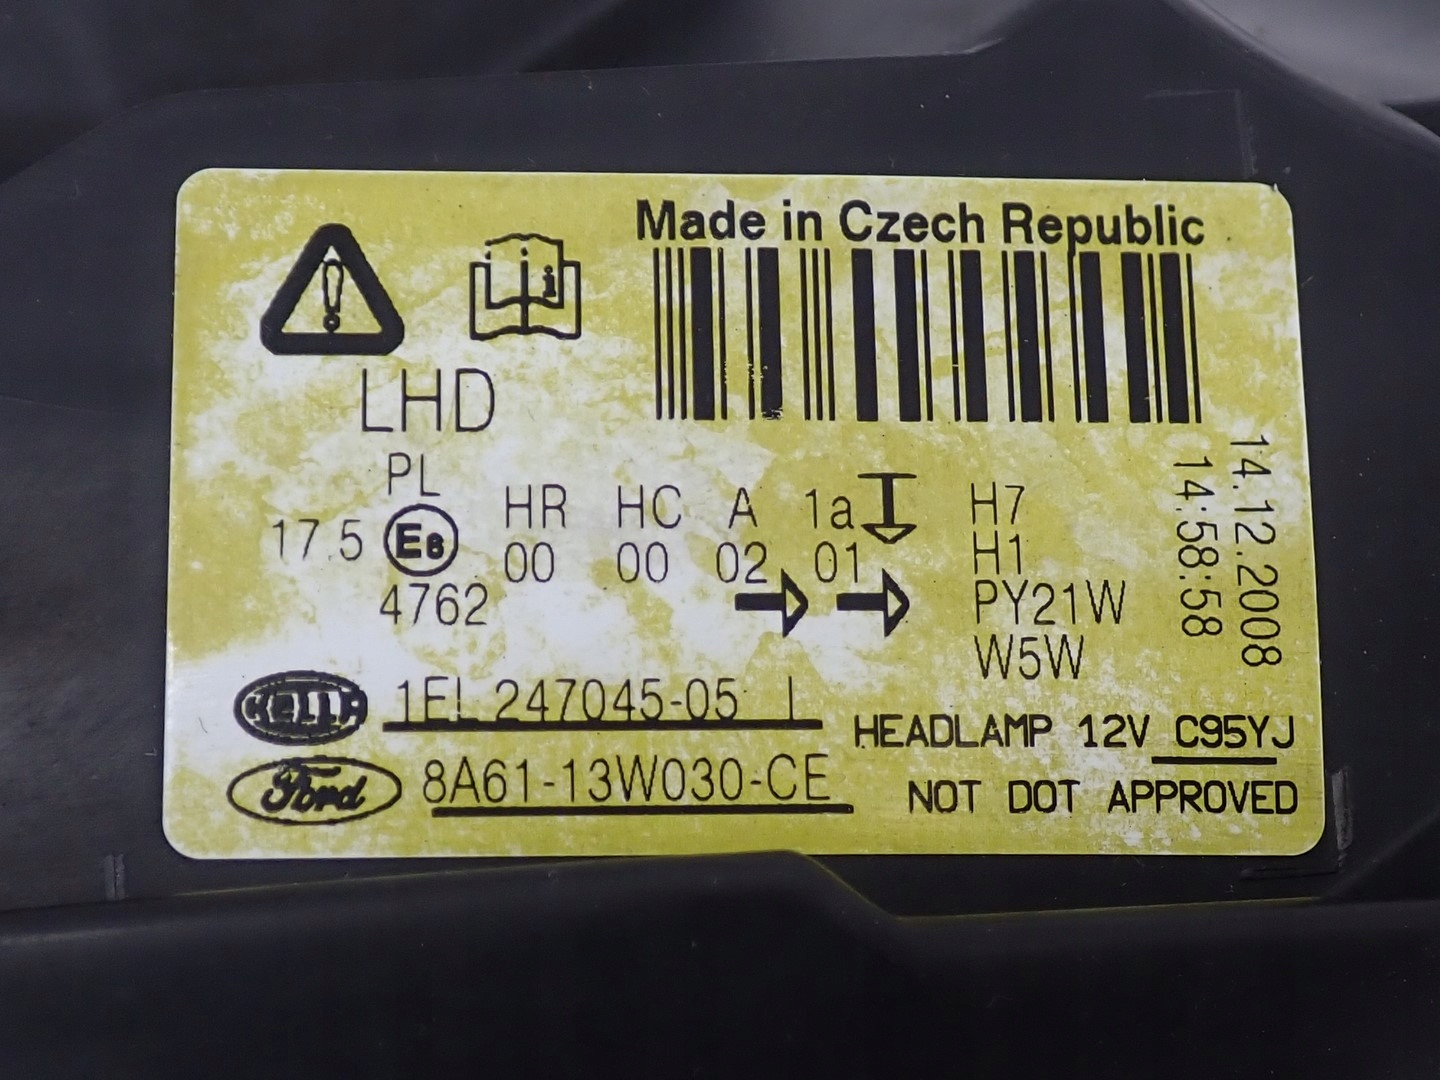 Made in Czech Republic
LHD
PL
17.5 E8 HR HC A 1a H7
00 00 02 01 H1
4762 PY21W
W5W
14.12.2008
14:58:58
HELLA 1EL 247045-05 L
HEADLAMP 12V C95YJ
Ford 8A61-13W030-CE
NOT DOT APPROVED